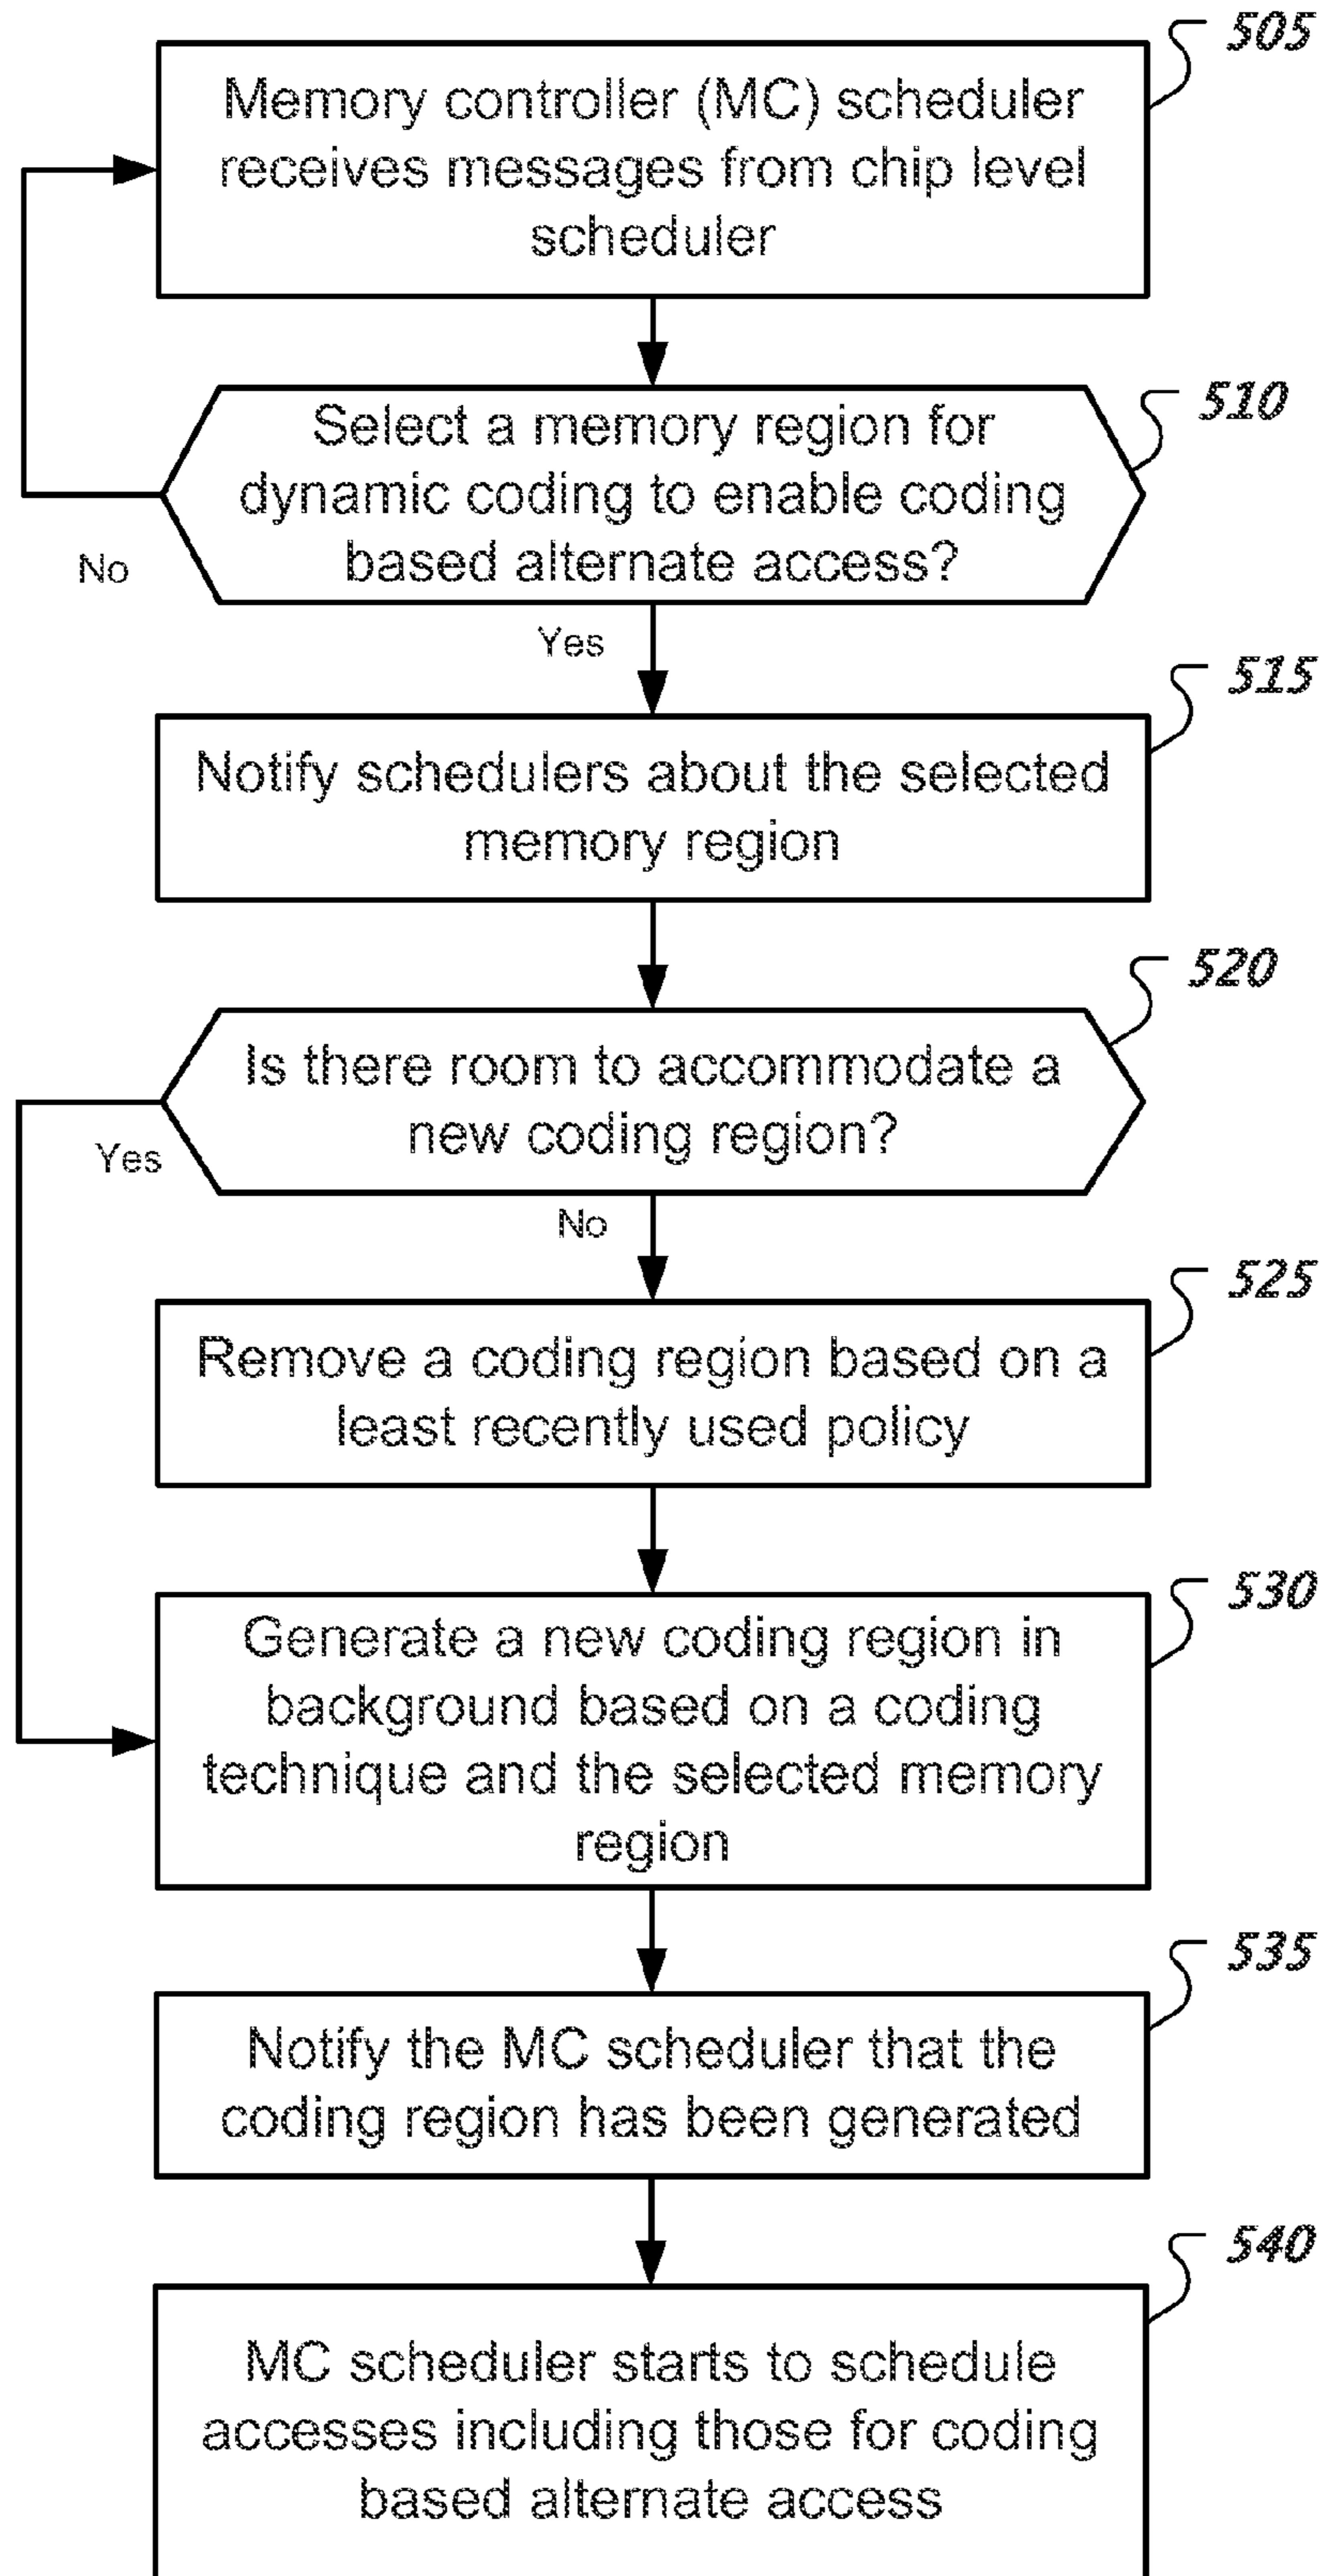 505
Memory controller (MC) scheduler
receives messages from chip level
scheduler
510
Select a memory region for
dynamic coding to enable coding
based alternate access?
No
Yes
515
Notify schedulers about the selected
memory region
520
Is there room to accommodate a
new coding region?
Yes
No
525
Remove a coding region based on a
least recently used policy
530
Generate a new coding region in
background based on a coding
technique and the selected memory
region
535
Notify the MC scheduler that the
coding region has been generated
540
MC scheduler starts to schedule
accesses including those for coding
based alternate access